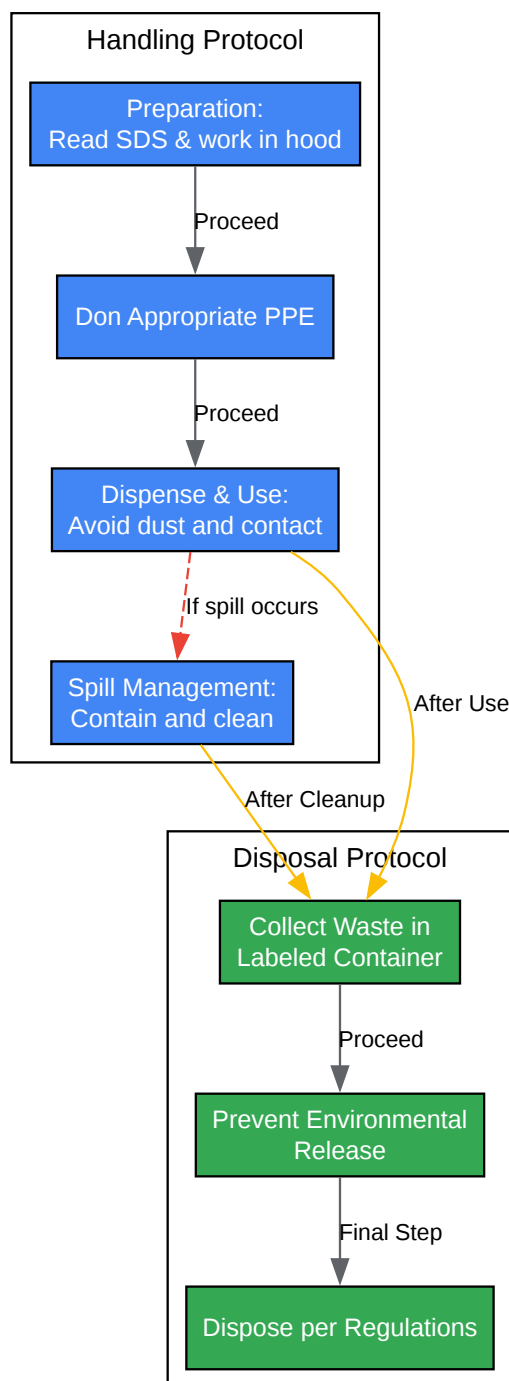 Handling Protocol
Preparation:
Read SDS & work in hood
Proceed
Don Appropriate PPE
Proceed
Dispense & Use:
Avoid dust and contact
If spill occurs
Spill Management:
Contain and clean
After Use
After Cleanup
Disposal Protocol
Collect Waste in
Labeled Container
Proceed
Prevent Environmental
Release
Final Step
Dispose per Regulations